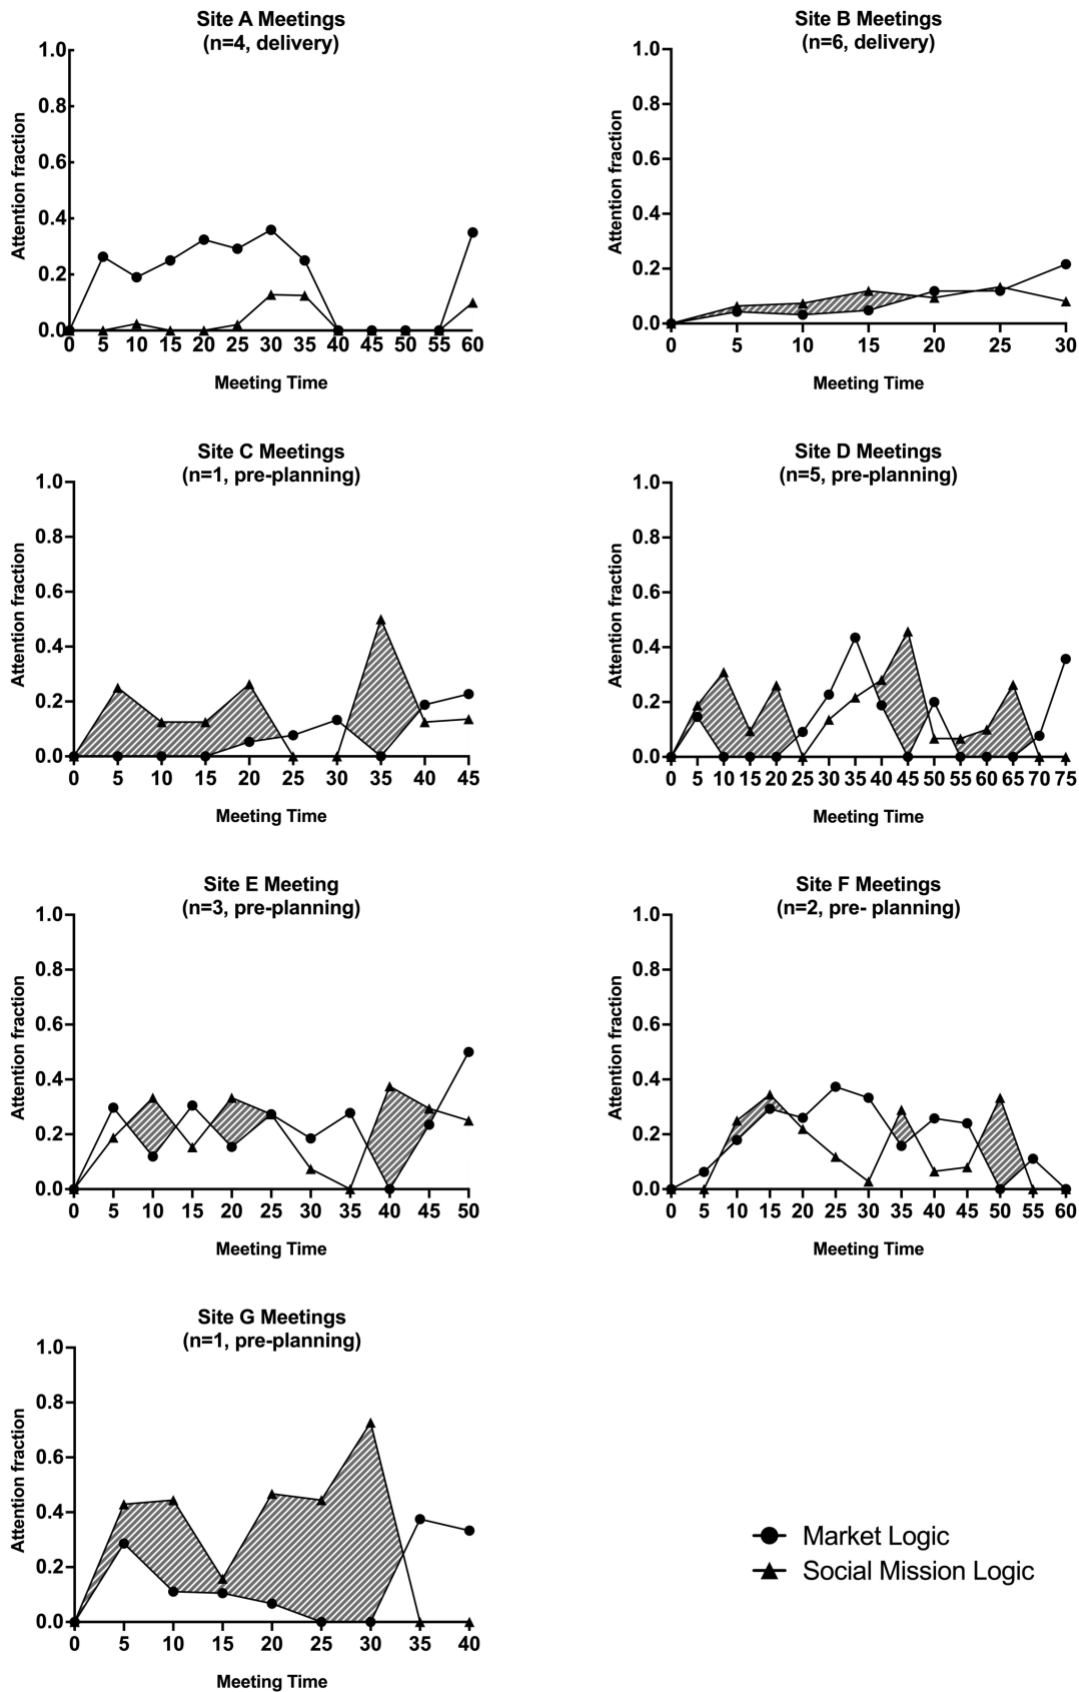 Site A Meetings
(n=4, delivery)
1.0
0.8
0.6
0.4
0.2
0.0
Attention fraction
0 5 10 15 20 25 30 35 40 45 50 55 60
Meeting Time
Site B Meetings
(n=6, delivery)
1.0
0.8
0.6
0.4
0.2
0.0
Attention fraction
0 5 10 15 20 25 30
Meeting Time
Site C Meetings
(n=1, pre-planning)
1.0
0.8
0.6
0.4
0.2
0.0
Attention fraction
0 5 10 15 20 25 30 35 40 45
Meeting Time
Site D Meetings
(n=5, pre-planning)
1.0
0.8
0.6
0.4
0.2
0.0
Attention fraction
0 5 10 15 20 25 30 35 40 45 50 55 60 65 70 75
Meeting Time
Site E Meeting
(n=3, pre-planning)
1.0
0.8
0.6
0.4
0.2
0.0
Attention fraction
0 5 10 15 20 25 30 35 40 45 50
Meeting Time
Site F Meetings
(n=2, pre- planning)
1.0
0.8
0.6
0.4
0.2
0.0
Attention fraction
0 5 10 15 20 25 30 35 40 45 50 55 60
Meeting Time
Site G Meetings
(n=1, pre-planning)
1.0
0.8
0.6
0.4
0.2
0.0
Attention fraction
0 5 10 15 20 25 30 35 40
Meeting Time
Market Logic
Social Mission Logic